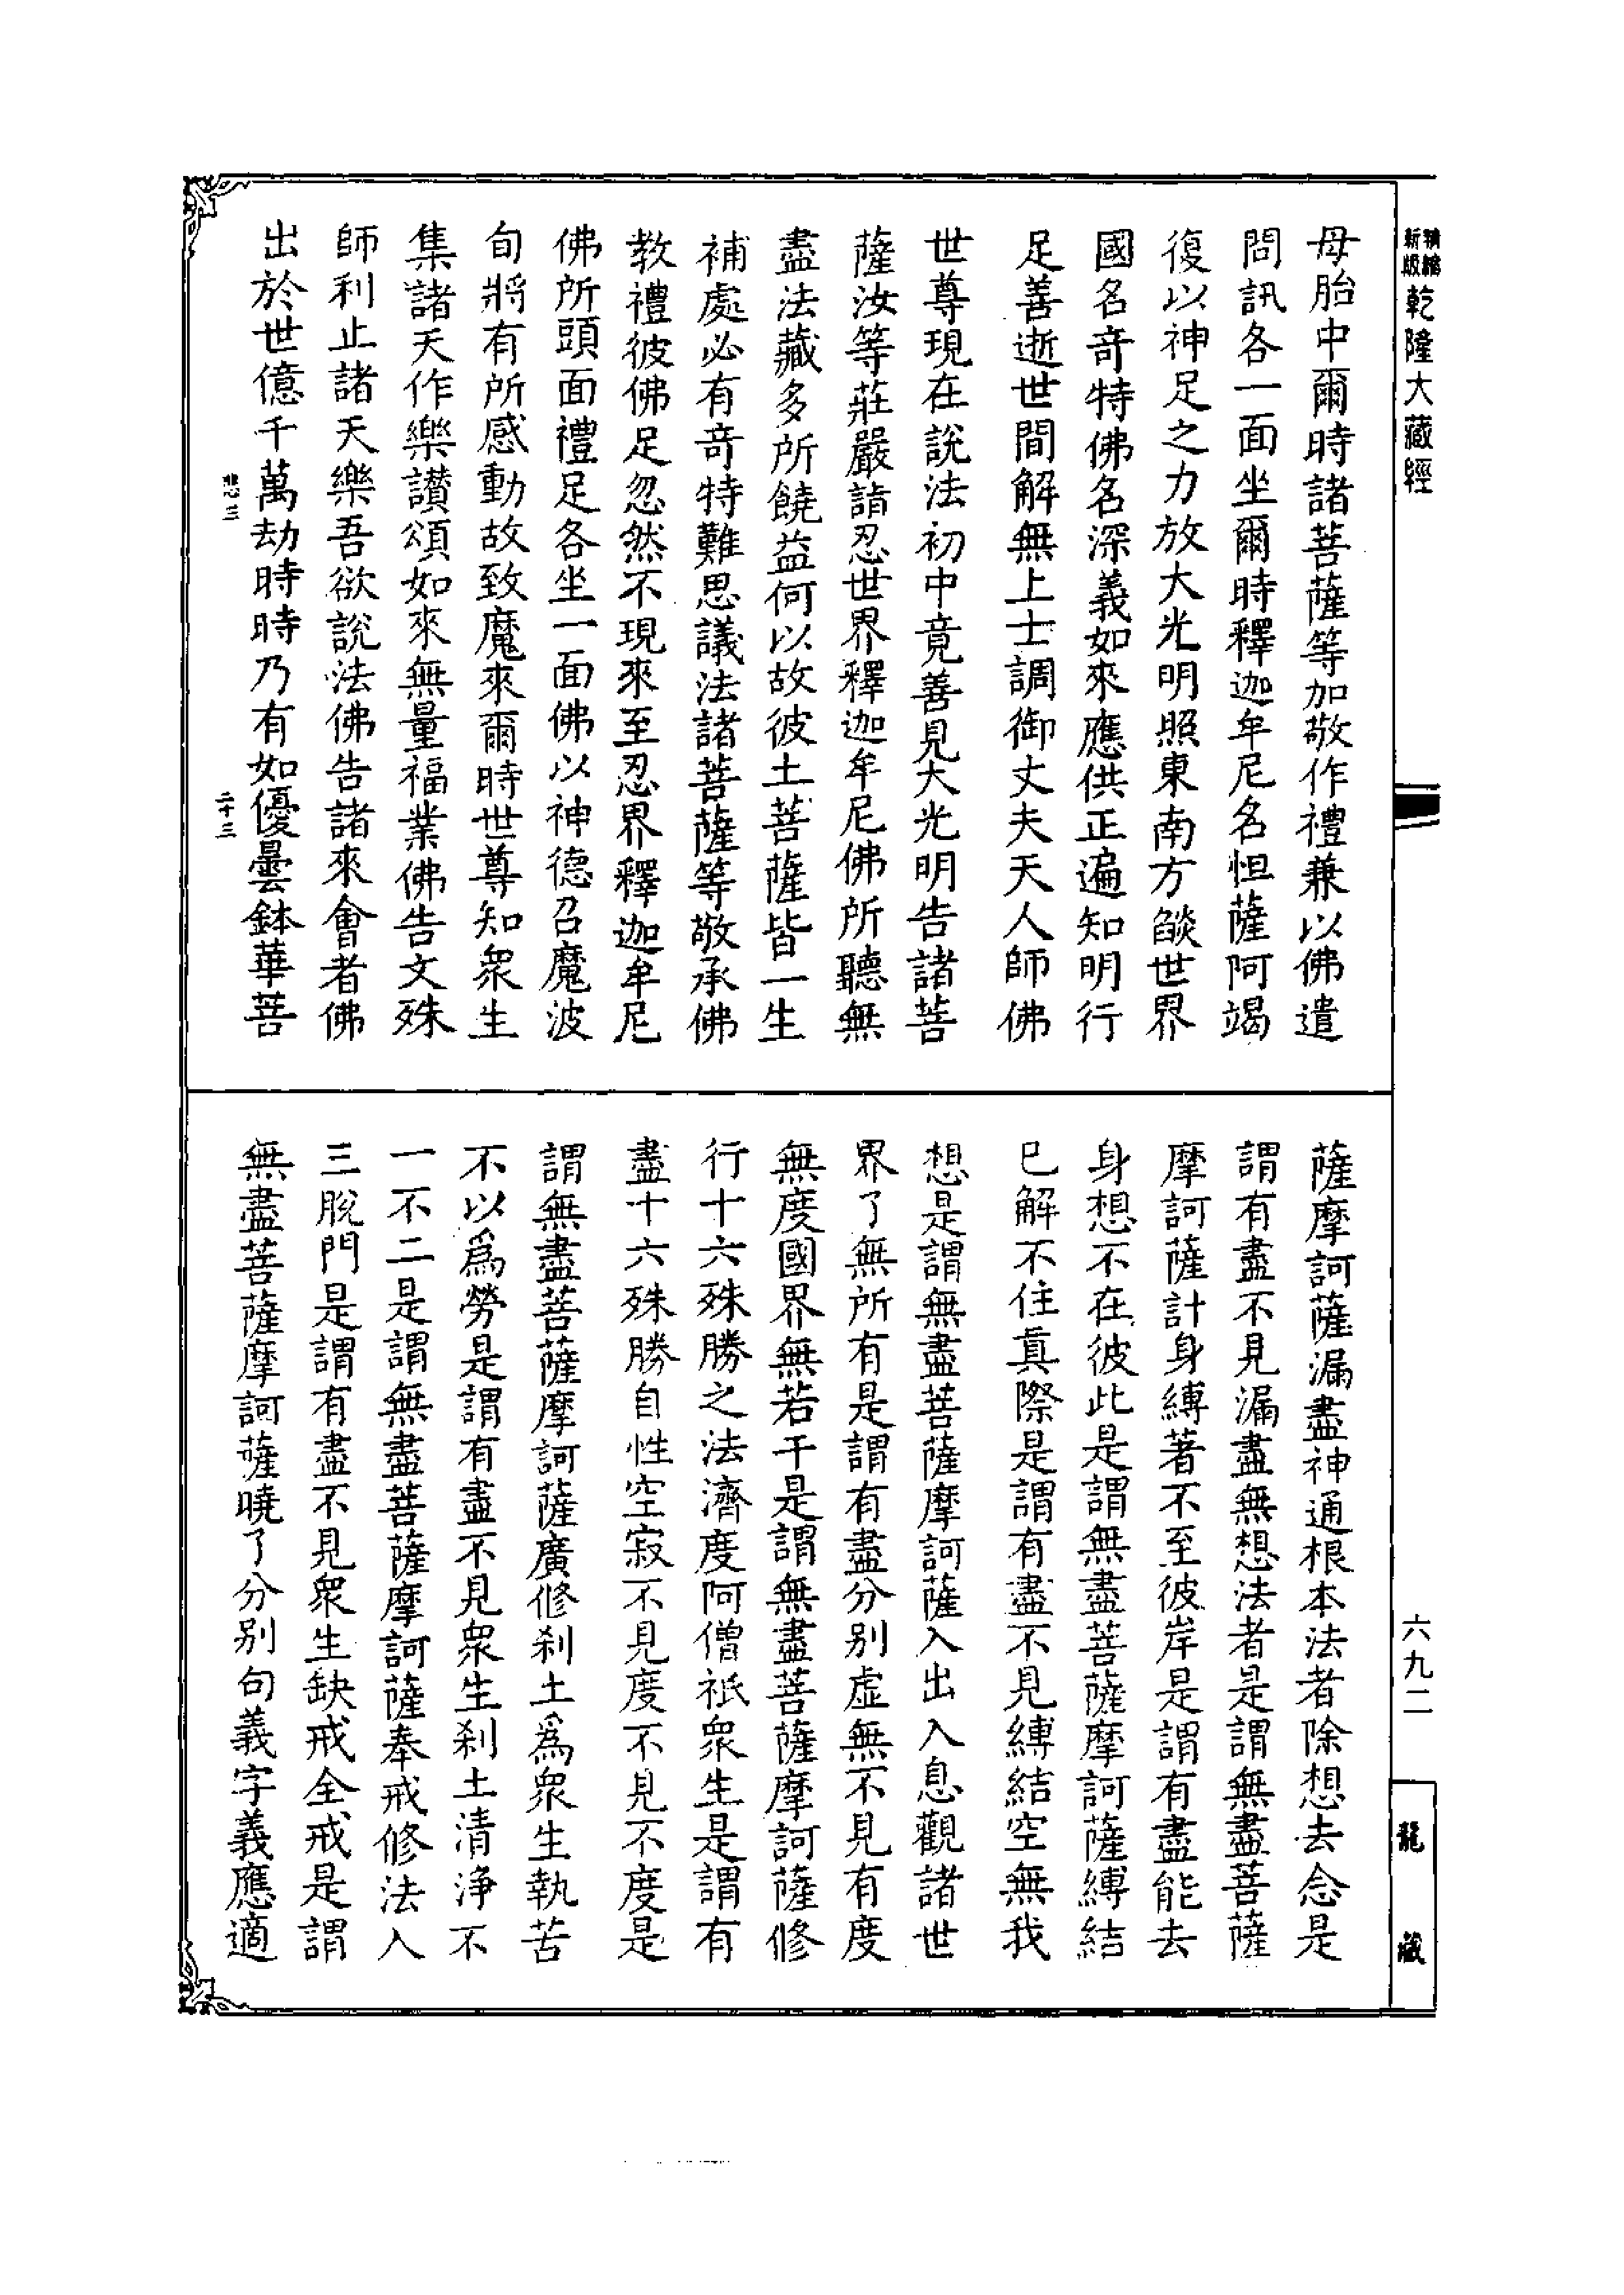 精縮新版乾隆大藏經
母胎中爾時諸菩薩等加敬作禮兼以佛遣
問訊各一面坐爾時釋迦牟尼名怛薩阿竭
復以神足之力放大光明照東南方燄世界
國名奇特佛名深義如來應供正遍知明行
足善逝世間解無上士調御丈夫天人師佛
世尊現在說法初中竟善見大光明告諸菩
薩汝等莊嚴詣忍世界釋迦牟尼佛所聽無
盡法藏多所饒益何以故彼土菩薩皆一生
補處必有奇特難思議法諸菩薩等敬承佛
教禮彼佛足忽然不現來至忍界釋迦牟尼
佛所頭面禮足各坐一面佛以神德召魔波
旬將有所感動故致魔來爾時世尊知眾生
集諸天作樂讃頌如來無量福業佛告文殊
師利止諸天樂吾欲說法佛告諸來會者佛
出於世億千萬劫時時乃有如優曇鉢華菩
悲三
二十三
薩摩訶薩漏盡神通根本法者除想去念是
謂有盡不見漏盡無想法者是謂無盡菩薩
摩訶薩計身縛著不至彼岸是謂有盡能去
身想不在彼此是謂無盡菩薩摩訶薩縛結
已解不住真際是謂有盡不見縛結空無我
想是謂無盡菩薩摩訶薩入出入息觀諸世
界了無所有是謂有盡分別虛無不見有度
無度國界無若干是謂無盡菩薩摩訶薩修
行十六殊勝之法濟度阿僧祇眾生是謂有
盡十六殊勝自性空寂不見度不見不度是
謂無盡菩薩摩訶薩廣修剎土爲眾生執苦
不以爲勞是謂有盡不見眾生剎土清淨不
一不二是謂無盡菩薩摩訶薩奉戒修法入
三脫門是謂有盡不見眾生缺戒全戒是謂
無盡菩薩摩訶薩曉了分別句義字義應適
六九二
龍藏